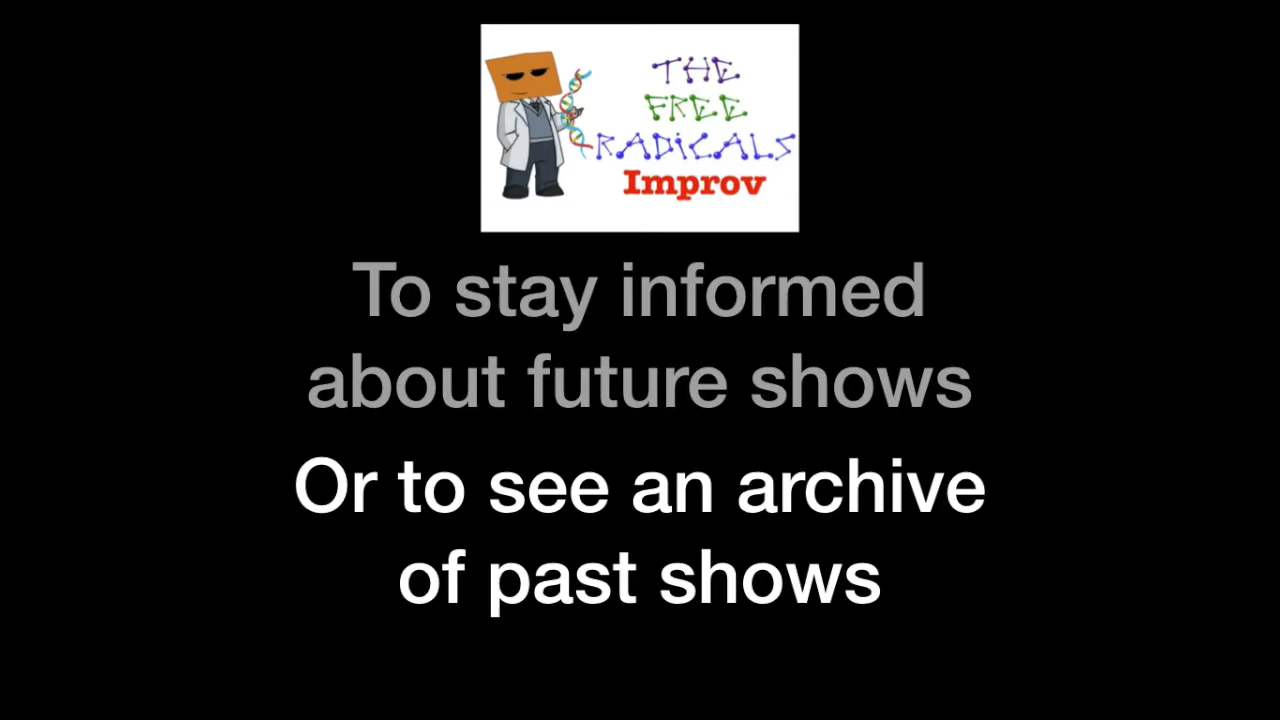 THE
FREE
RADiCALS
Improv
To stay informed
about future shows
Or to see an archive
of past shows